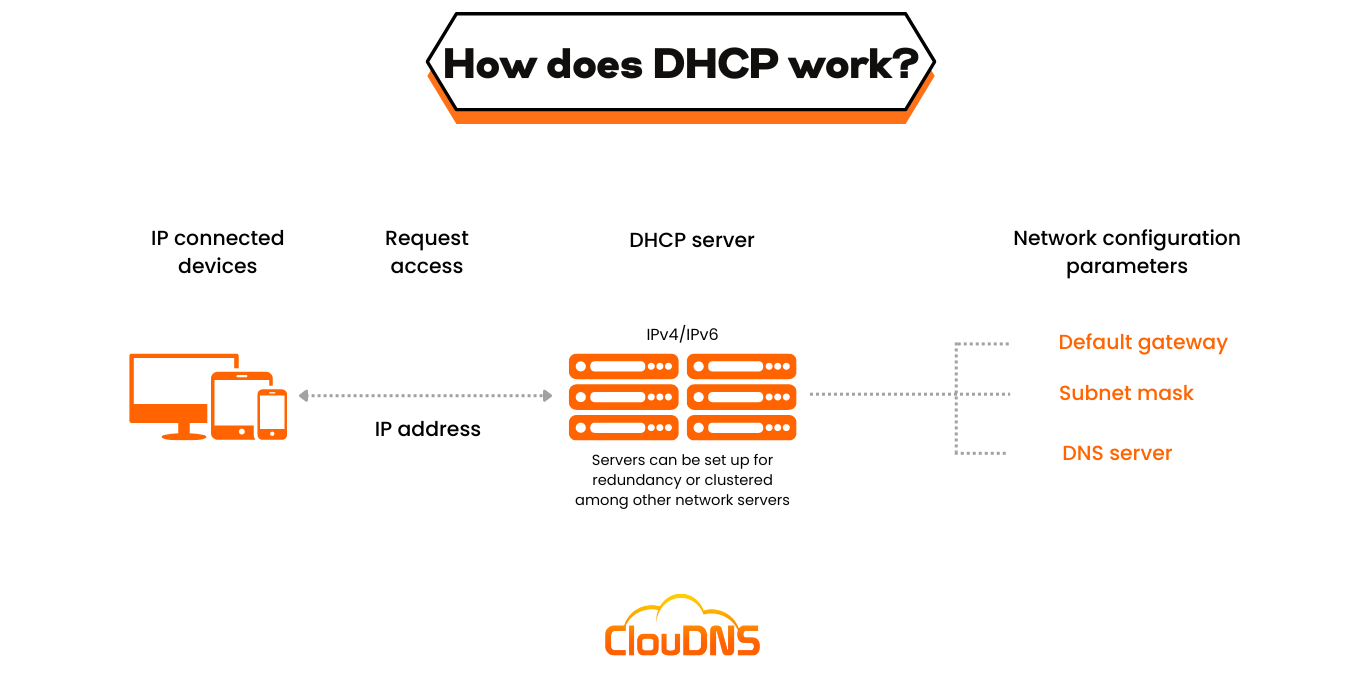 How does DHCP work?
IP connected
devices
Request
access
DHCP server
Network configuration
parameters
IPv4/IPv6
IP address
Servers can be set up for
redundancy or clustered
among other network servers
Default gateway
Subnet mask
DNS server
ClouDNS